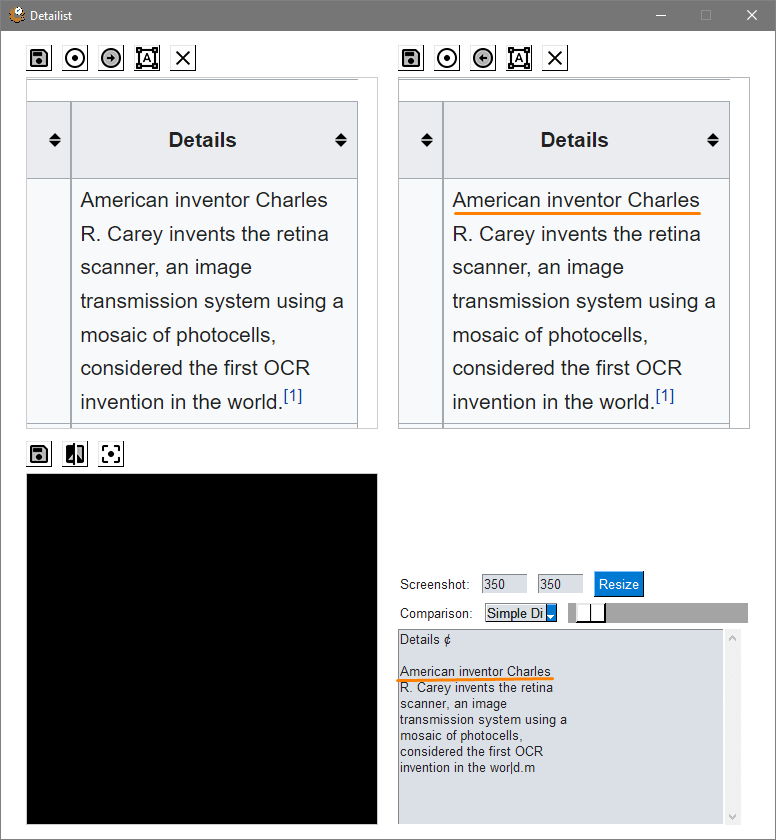 Detailist
Details
American inventor Charles
R. Carey invents the retina
scanner, an image
transmission system using a
mosaic of photocells,
considered the first OCR
invention in the world.[1]
Details
American inventor Charles
R. Carey invents the retina
scanner, an image
transmission system using a
mosaic of photocells,
considered the first OCR
invention in the world.[1]
Screenshot: 350 350 Resize
Comparison: Simple Di
Details ¢
American inventor Charles
R. Carey invents the retina
scanner, an image
transmission system using a
mosaic of photocells,
considered the first OCR
invention in the wor|d.m